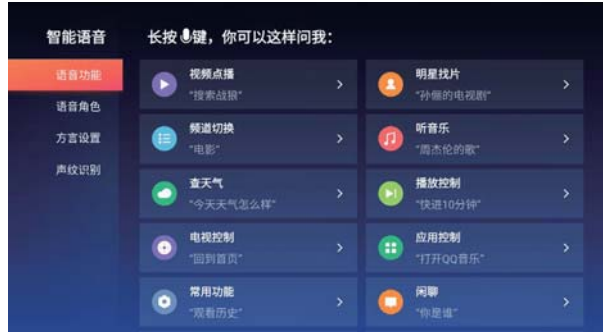 智能语音
长按键，你可以这样问我：
语音功能
语音角色
方言设置
声纹识别
视频点播
"搜索战狼"
明星找片
"孙俪的电视剧"
频道切换
"电影"
听音乐
"周杰伦的歌"
查天气
"今天天气怎么样"
播放控制
"快进10分钟"
电视控制
"回到首页"
应用控制
"打开QQ音乐"
常用功能
"观看历史"
闲聊
"你是谁"